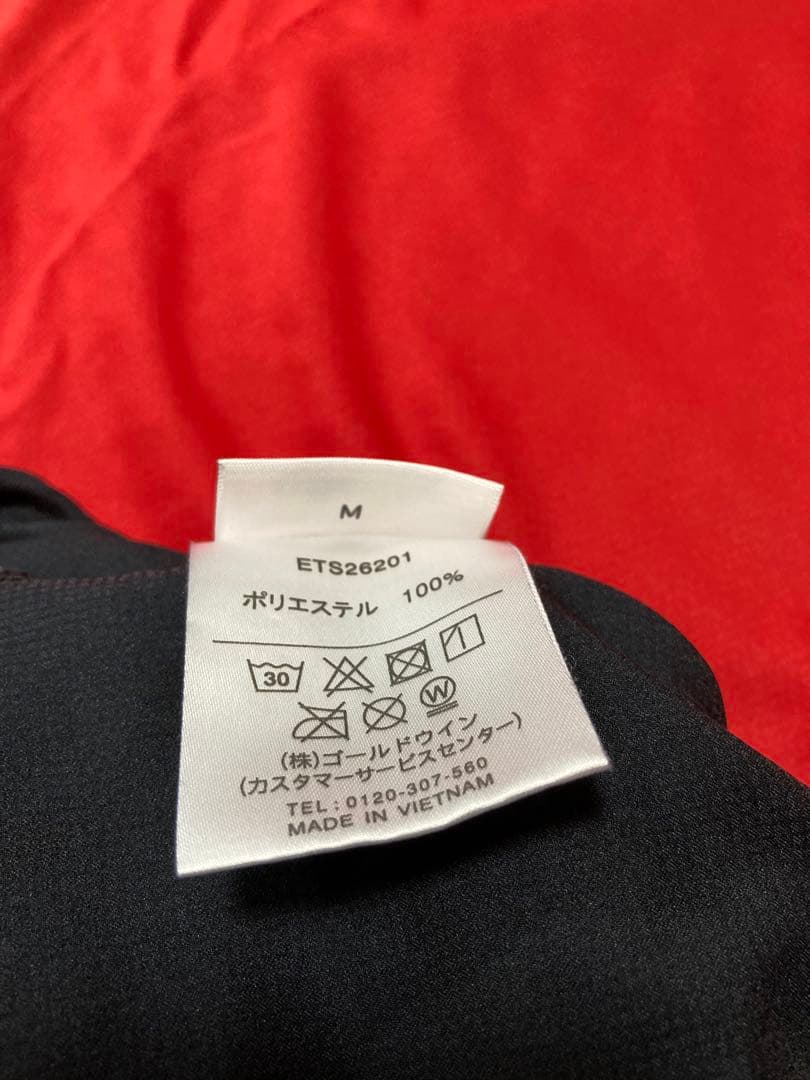 M
ETS26201
ポリエステル 100%
30
W
(株)ゴールドウイン
(カスタマーサービスセンター)
TEL : 0120-307-560
MADE IN VIETNAM